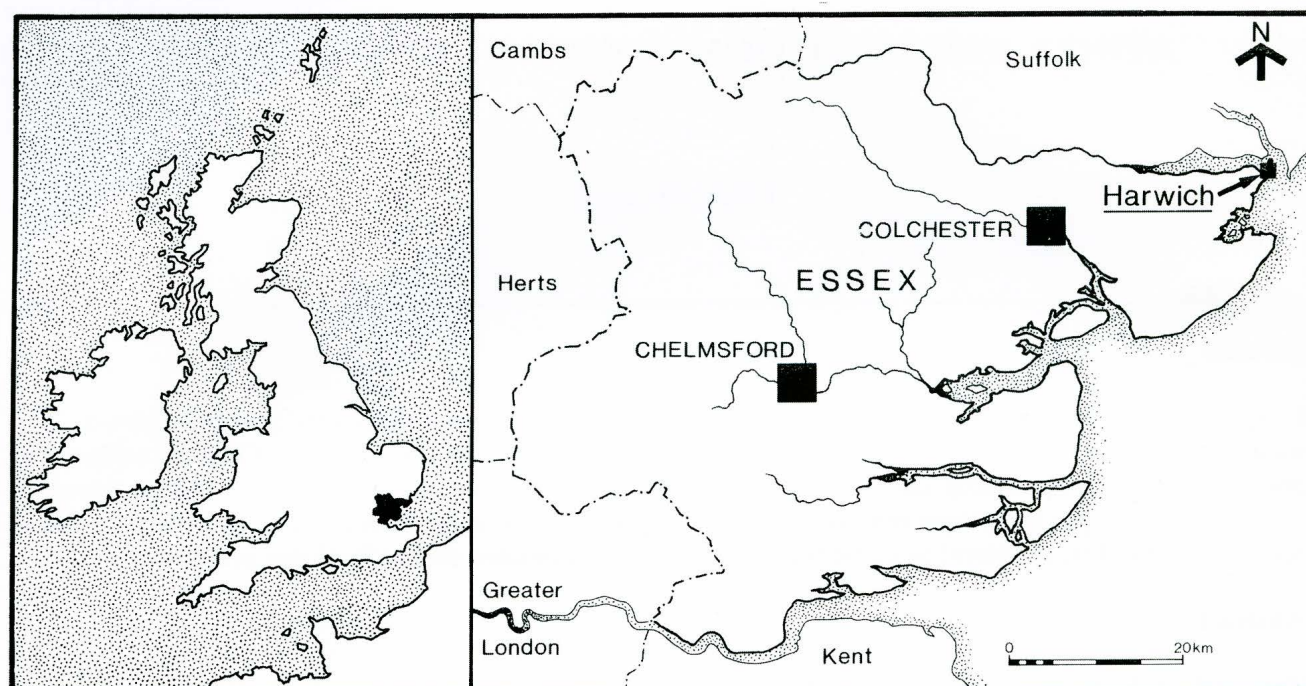 Cambs
Suffolk
N
Harwich
COLCHESTER
ESSEX
Herts
CHELMSFORD
Greater
London
Kent
0 20km